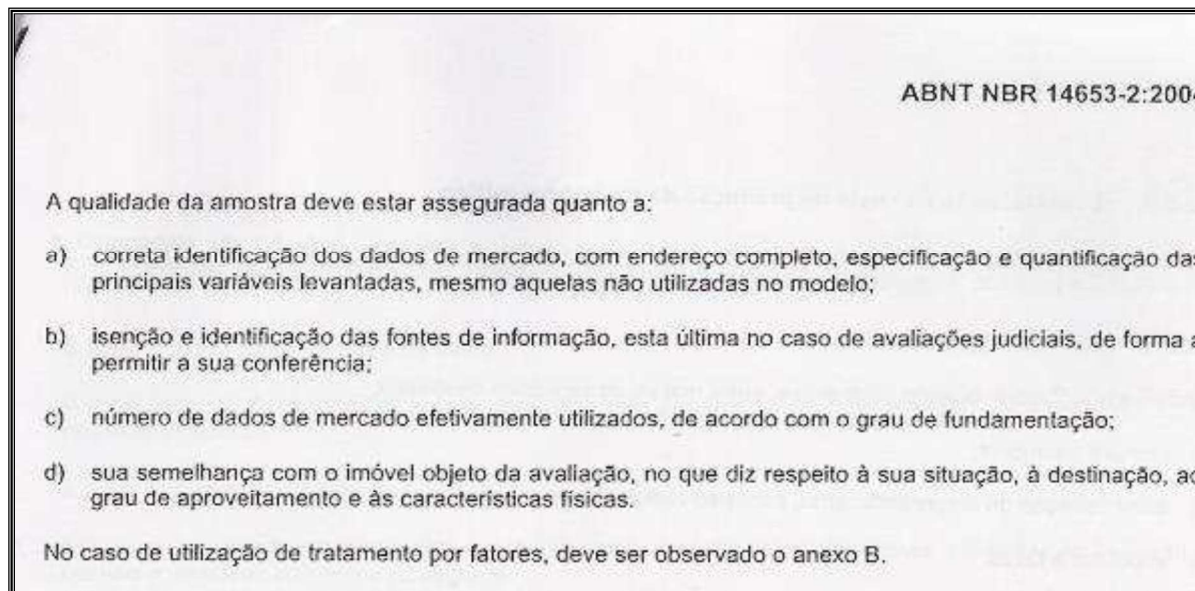 ABNT NBR 14653-2:2004
A qualidade da amostra deve estar assegurada quanto a:
a) correta identificação dos dados de mercado, com endereço completo, especificação e quantificação das
principais variáveis levantadas, mesmo aquelas não utilizadas no modelo;
b) isenção e identificação das fontes de informação, esta última no caso de avaliações judiciais, de forma a
permitir a sua conferência;
c) número de dados de mercado efetivamente utilizados, de acordo com o grau de fundamentação;
d) sua semelhança com o imóvel objeto da avaliação, no que diz respeito à sua situação, à destinação, ao
grau de aproveitamento e às características físicas.
No caso de utilização de tratamento por fatores, deve ser observado o anexo B.